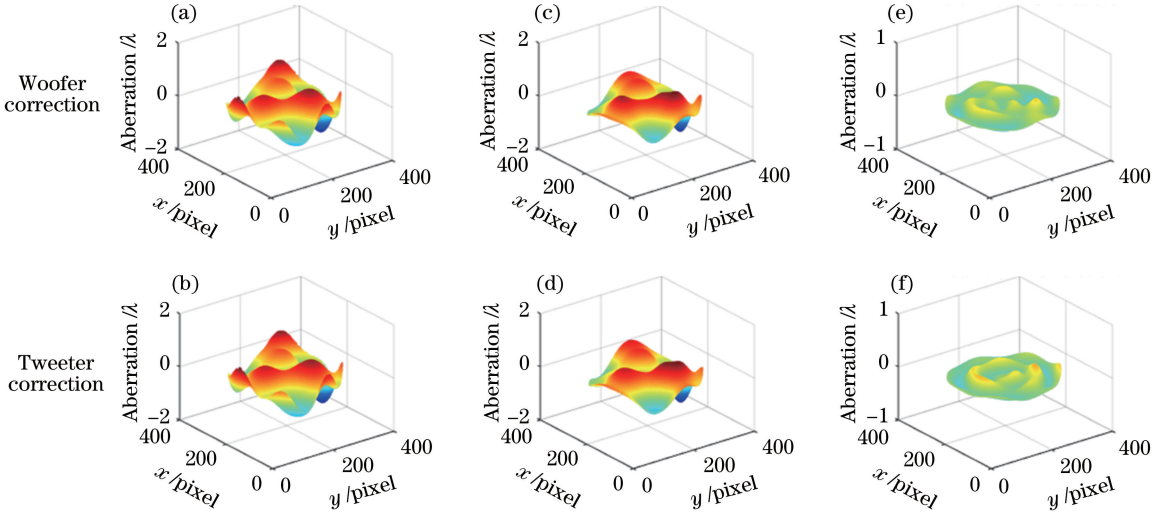 (a)
(c)
(e)
Woofer
correction
Aberration /λ
2
0
−2
400
200
0
x /pixel
0
200
400
y /pixel
Aberration /λ
2
0
−2
400
200
0
x /pixel
0
200
400
y /pixel
Aberration /λ
1
0
−1
400
200
0
x /pixel
0
200
400
y /pixel
(b)
(d)
(f)
Tweeter
correction
Aberration /λ
2
0
−2
400
200
0
x /pixel
0
200
400
y /pixel
Aberration /λ
2
0
−2
400
200
0
x /pixel
0
200
400
y /pixel
Aberration /λ
1
0
−1
400
200
0
x /pixel
0
200
400
y /pixel